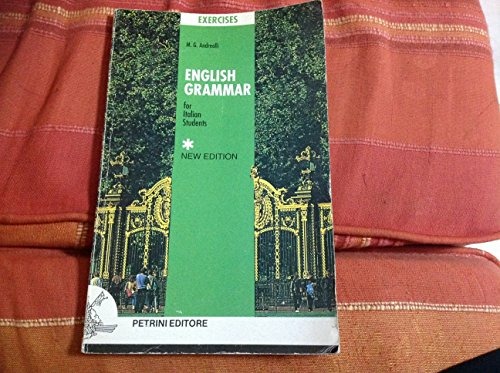 EXERCISES
M. G. Andreolli
ENGLISH
GRAMMAR
for
Italian
Students
*
NEW EDITION
PETRINI EDITORE